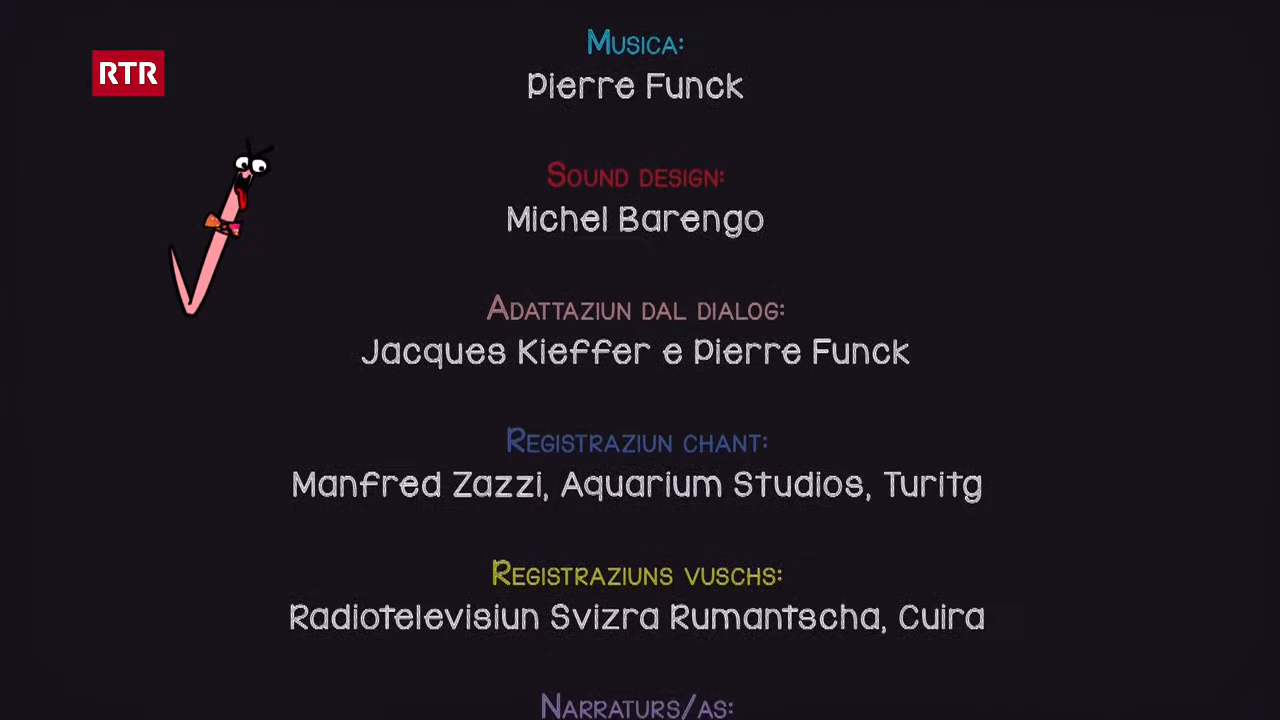 RTR
Musica:
Pierre Funck
Sound design:
Michel Barengo
Adattaziun dal dialog:
Jacques Kieffer e Pierre Funck
Registraziun chant:
Manfred Zazzi, Aquarium Studios, Turitg
Registraziuns vuschs:
Radiotelevisiun Svizra Rumantscha, Cuira
Narraturs/as: